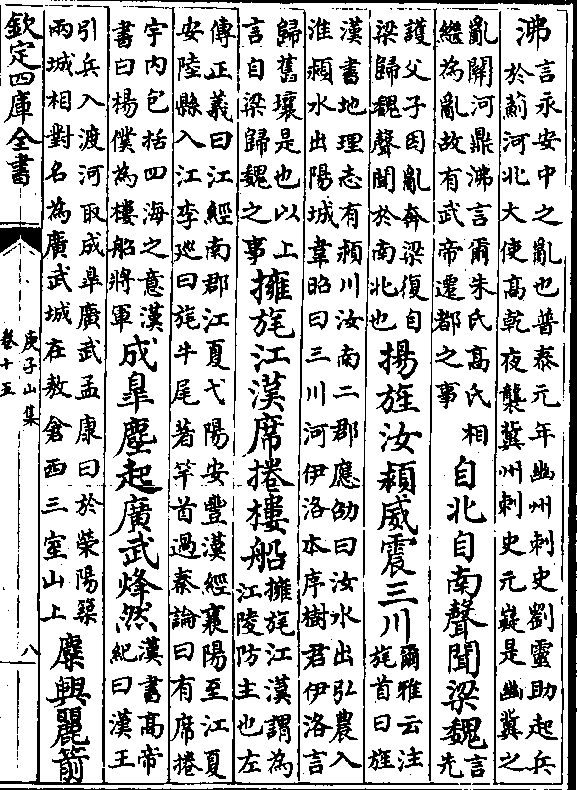 沸言永安中之亂也普泰元年幽州刺史劉靈助起兵
於薊河北大使髙乾夜襲冀州刺史元嶷是幽冀之
亂關河鼎沸言爾朱氏髙氏相
繼為亂故有武帝遷都之事
自北自南聲聞梁魏
言
先
護父子因亂奔梁復自
梁歸魏聲聞於南北也
揚旌汝潁威震三川
爾雅云注
旄首曰旌
漢書地理志有潁川汝南二郡應劭曰汝水出弘農入
淮潁水出陽城韋昭曰三川河伊洛本序樹君伊洛言
歸舊壤是也以上
言自梁歸魏之事
擁旄江漢席捲樓船
擁旄江漢謂為
江陵防主也左
傳正義曰江經南郡江夏弋陽安豐漢經襄陽至江夏
安陸縣入江李廵曰旄牛尾著竿首過秦論曰有席捲
宇内包括四海之意漢
書曰楊僕為樓船將軍
成臯塵起廣武烽然
漢書高帝
紀曰漢王
引兵入渡河取成臯廣武孟康曰於滎陽築
兩城相對名為廣武城在敖倉西三室山上
麋興麗箭
欽定四庫全書
庾子山集
卷十五
八